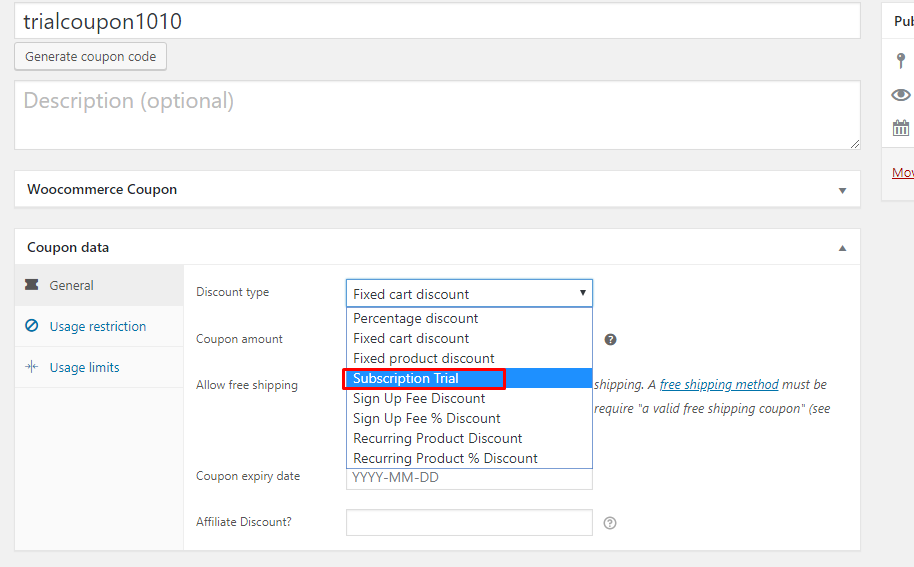 trialcoupon1010
Pub
Generate coupon code
Description (optional)
Mov
Woocommerce Coupon
Coupon data
General
Usage restriction
Usage limits
Discount type
Fixed cart discount
Percentage discount
Fixed cart discount
Fixed product discount
Subscription Trial
Sign Up Fee Discount
Sign Up Fee % Discount
Recurring Product Discount
Recurring Product % Discount
Coupon amount
Allow free shipping
shipping. A free shipping method must be
require "a valid free shipping coupon" (see
Coupon expiry date
YYYY-MM-DD
Affiliate Discount?